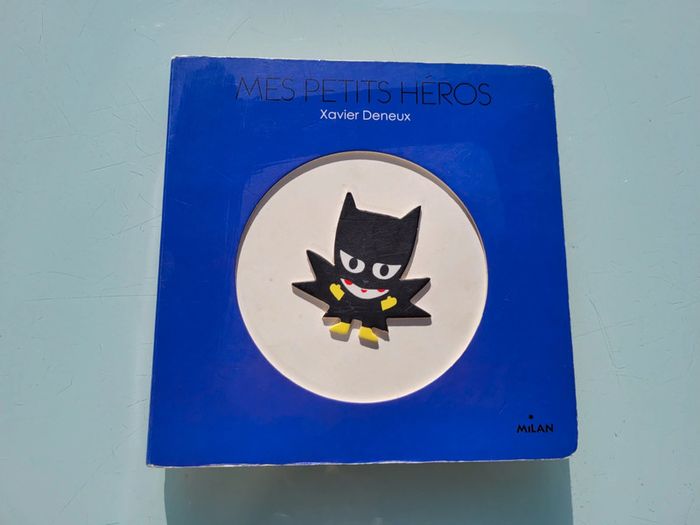 MES PETITS HÉROS
Xavier Deneux
MiLAN